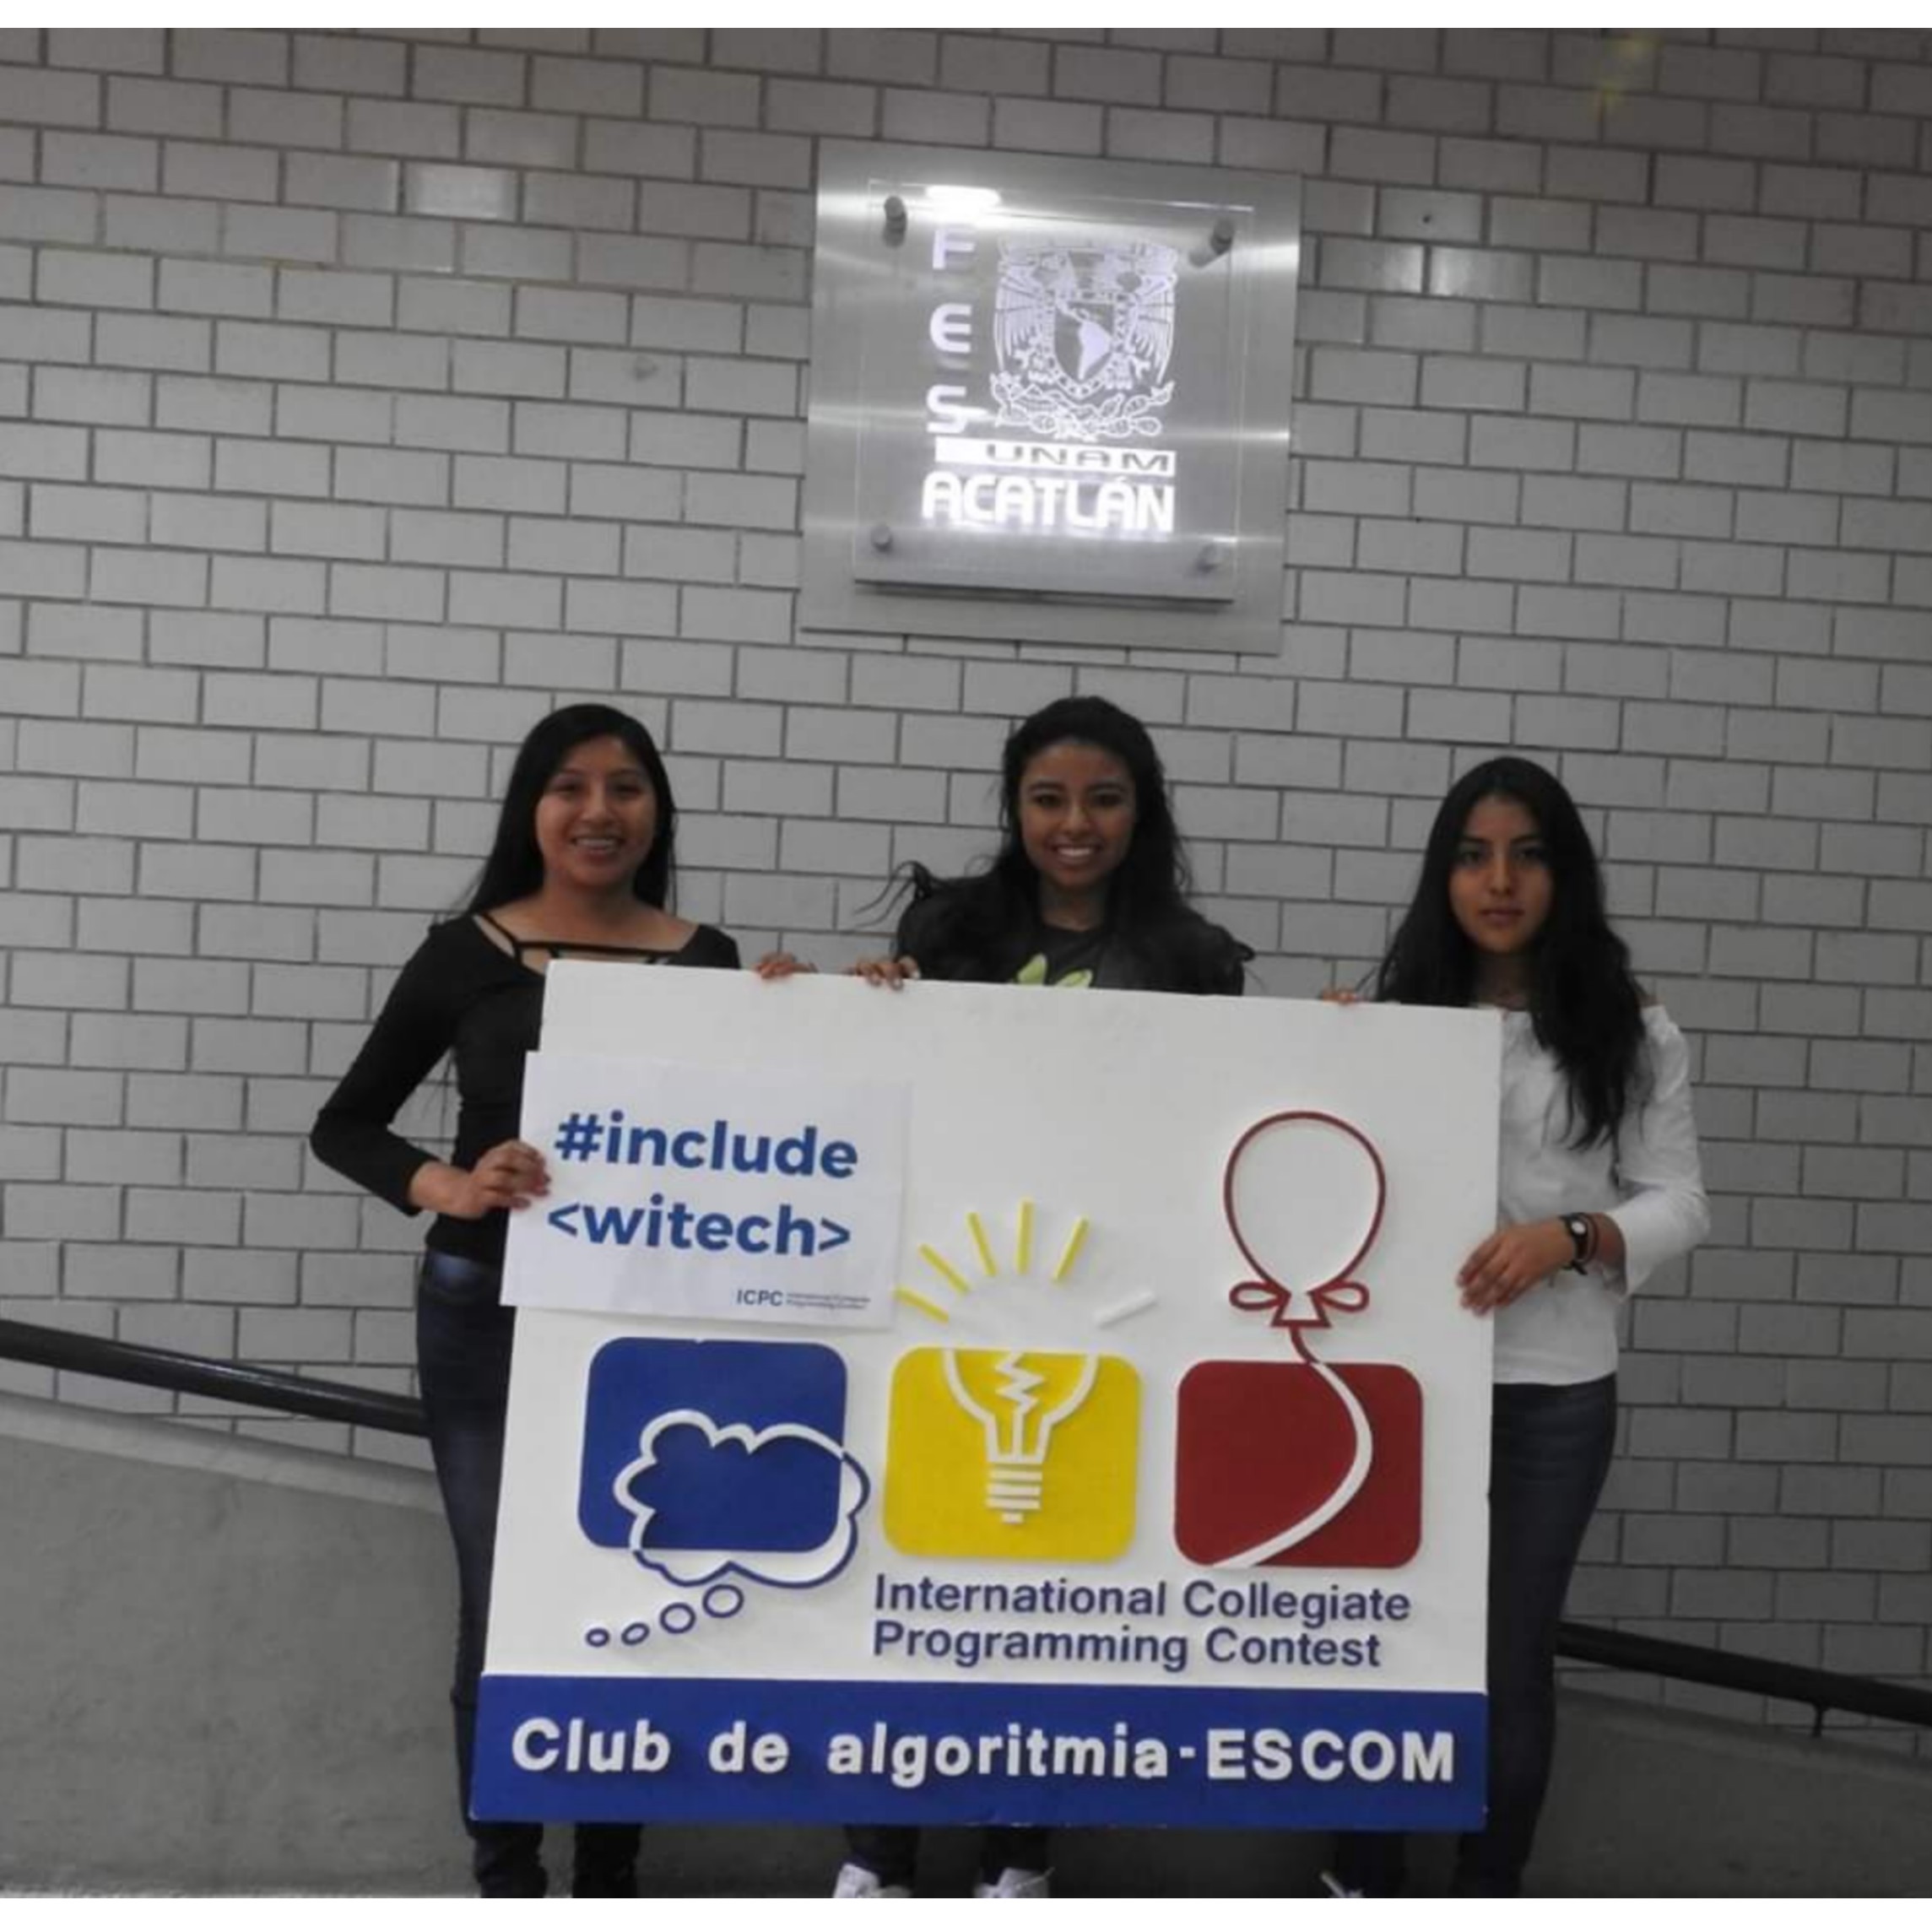 F
E
S
UNAM
ACATLÁN
#include
<witech>
ICPC
International Collegiate
Programming Contest
Club de algoritmia-ESCOM